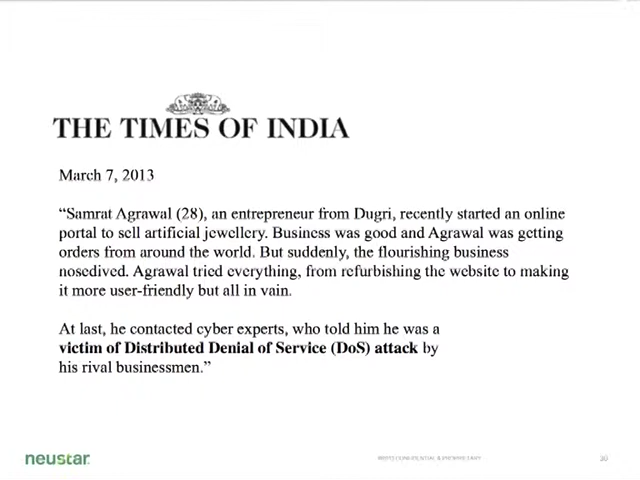 THE TIMES OF INDIA
March 7, 2013
“Samrat Agrawal (28), an entrepreneur from Dugri, recently started an online
portal to sell artificial jewellery. Business was good and Agrawal was getting
orders from around the world. But suddenly, the flourishing business
nosedived. Agrawal tried everything, from refurbishing the website to making
it more user-friendly but all in vain.
At last, he contacted cyber experts, who told him he was a
victim of Distributed Denial of Service (DoS) attack by
his rival businessmen.”
neustar
30